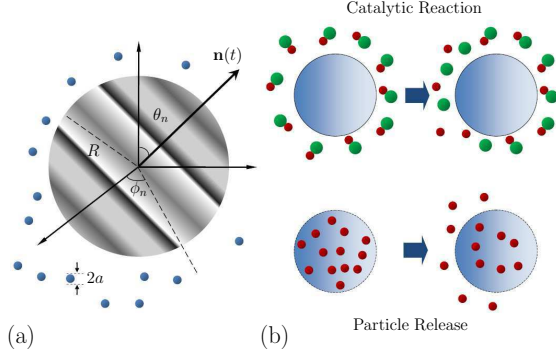 Catalytic Reaction
n(t)
θₙ
R
ϕₙ
2a
Particle Release
(a)
(b)